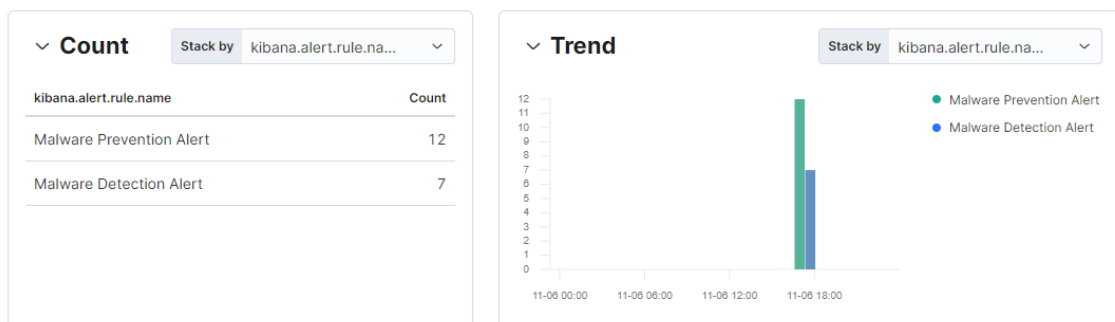 Count
Stack by kibana.alert.rule.na...
kibana.alert.rule.name Count
Malware Prevention Alert 12
Malware Detection Alert 7
Trend
Stack by kibana.alert.rule.na...
12
11
10
9
8
7
6
5
4
3
2
1
0
11-06 00:00 11-06 06:00 11-06 12:00 11-06 18:00
Malware Prevention Alert
Malware Detection Alert